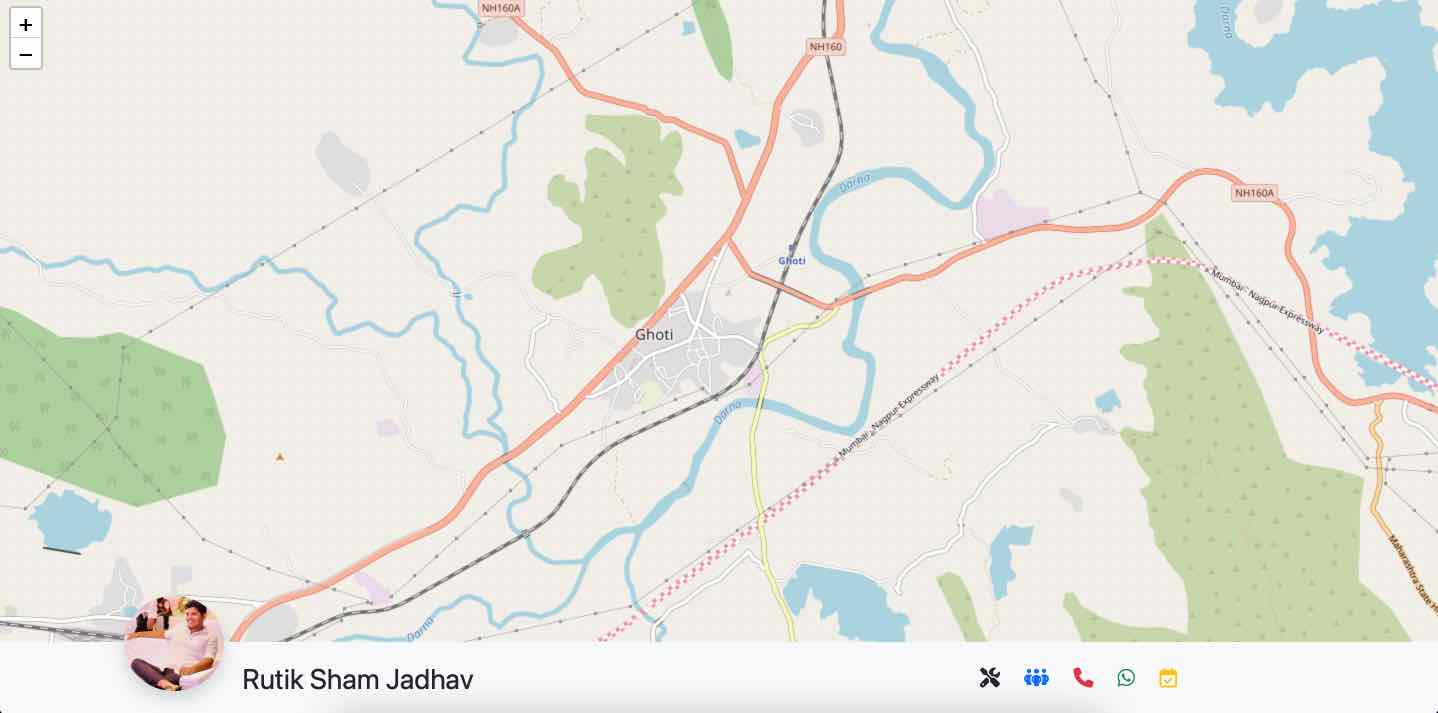 +
−
NH160A
NH160
Darna
Darna
NH160A
Ghoti
Mumbai - Nagpur Expressway
Ghoti
Mumbai - Nagpur Expressway
Darna
Maharashtra State H
Darna
Rutik Sham Jadhav